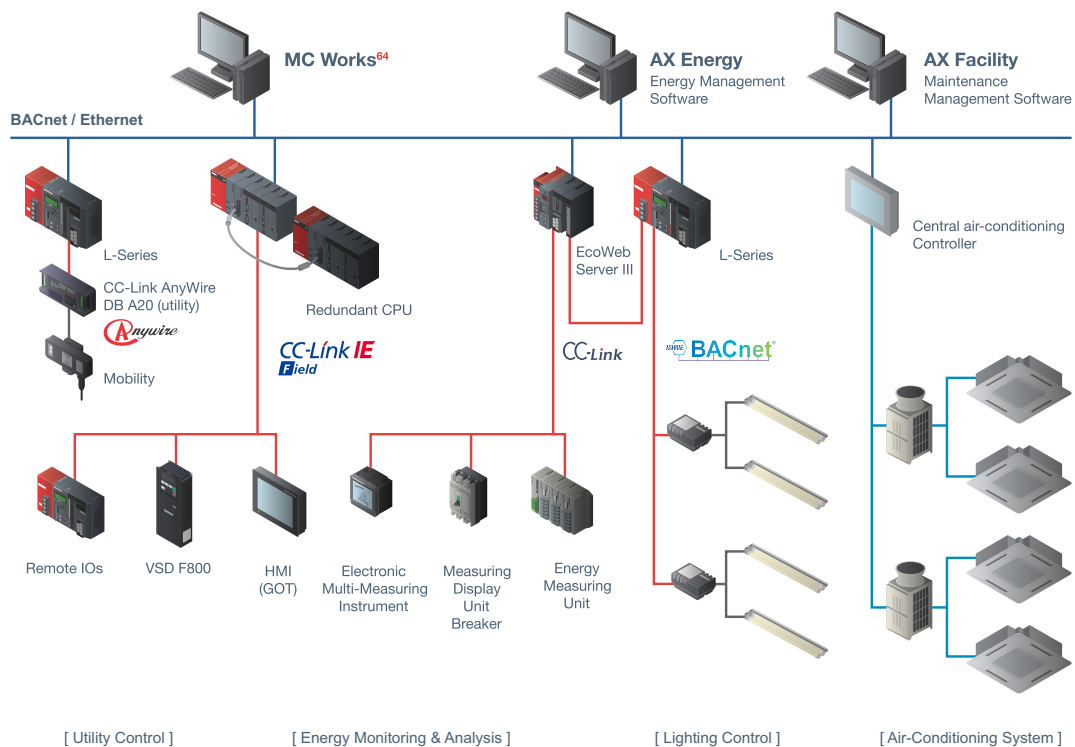 MC Works64
AX Energy
Energy Management
Software
AX Facility
Maintenance
Management Software
BACnet / Ethernet
L-Series
CC-Link AnyWire
DB A20 (utility)
Anywire
Mobility
Redundant CPU
CC-Link IE
Field
EcoWeb
Server III
L-Series
Central air-conditioning
Controller
CC-Link
ASHRAE BACnet®
Remote IOs
VSD F800
HMI
(GOT)
Electronic
Multi-Measuring
Instrument
Measuring
Display
Unit
Breaker
Energy
Measuring
Unit
[ Utility Control ]
[ Energy Monitoring & Analysis ]
[ Lighting Control ]
[ Air-Conditioning System ]